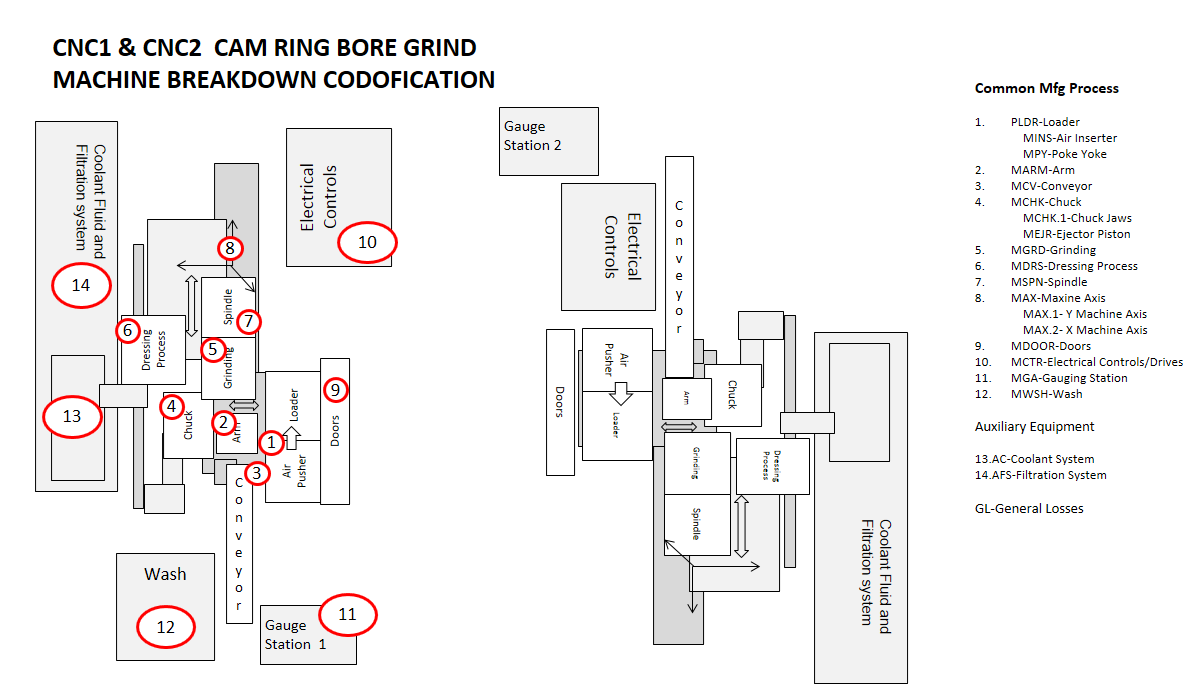 CNC1 & CNC2 CAM RING BORE GRIND
MACHINE BREAKDOWN CODOFICATION
Coolant Fluid and
Filtration system
14
13
Electrical
Controls
10
8
Spindle
7
6
Dressing
Process
5
Grinding
4
Chuck
2
Arm
1
Loader
Air
Pusher
9
Doors
3
Conveyor
Wash
12
11
Gauge
Station 1
Gauge
Station 2
Electrical
Controls
Conveyor
Doors
Air
Pusher
Loader
Arm
Chuck
Grinding
Dressing
Process
Spindle
Coolant Fluid and
Filtration system
Common Mfg Process
1. PLDR-Loader
MINS-Air Inserter
MPY-Poke Yoke
2. MARM-Arm
3. MCV-Conveyor
4. MCHK-Chuck
MCHK.1-Chuck Jaws
MEJR-Ejector Piston
5. MGRD-Grinding
6. MDRS-Dressing Process
7. MSPN-Spindle
8. MAX-Maxine Axis
MAX.1- Y Machine Axis
MAX.2- X Machine Axis
9. MDOOR-Doors
10. MCTR-Electrical Controls/Drives
11. MGA-Gauging Station
12. MWSH-Wash
Auxiliary Equipment
13.AC-Coolant System
14.AFS-Filtration System
GL-General Losses